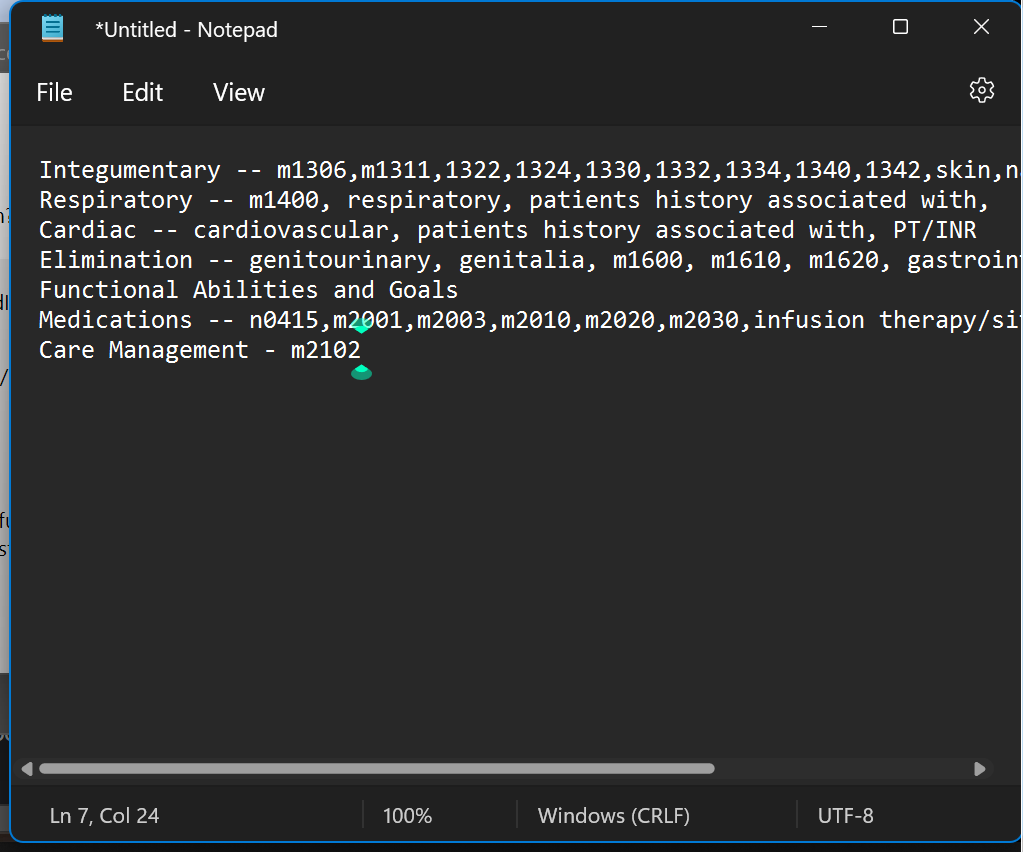 *Untitled - Notepad
File Edit View
Integumentary -- m1306,m1311,1322,1324,1330,1332,1334,1340,1342,skin,n
Respiratory -- m1400, respiratory, patients history associated with,
Cardiac -- cardiovascular, patients history associated with, PT/INR
Elimination -- genitourinary, genitalia, m1600, m1610, m1620, gastroin
Functional Abilities and Goals
Medications -- n0415,m2001,m2003,m2010,m2020,m2030,infusion therapy/si
Care Management - m2102
Ln 7, Col 24 100% Windows (CRLF) UTF-8